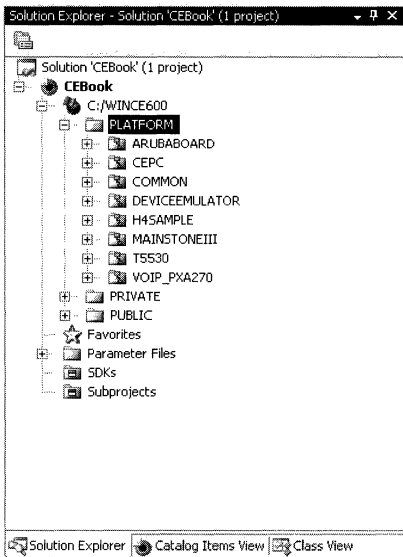 Solution Explorer - Solution 'CEBook' (1 project)
Solution 'CEBook' (1 project)
CEBook
C:/WINCE600
PLATFORM
ARUBABOARD
CEPC
COMMON
DEVICEEMULATOR
H4SAMPLE
MAINSTONEIII
T5530
VOIP_PXA270
PRIVATE
PUBLIC
Favorites
Parameter Files
SDKs
Subprojects
Solution Explorer Catalog Items View Class View